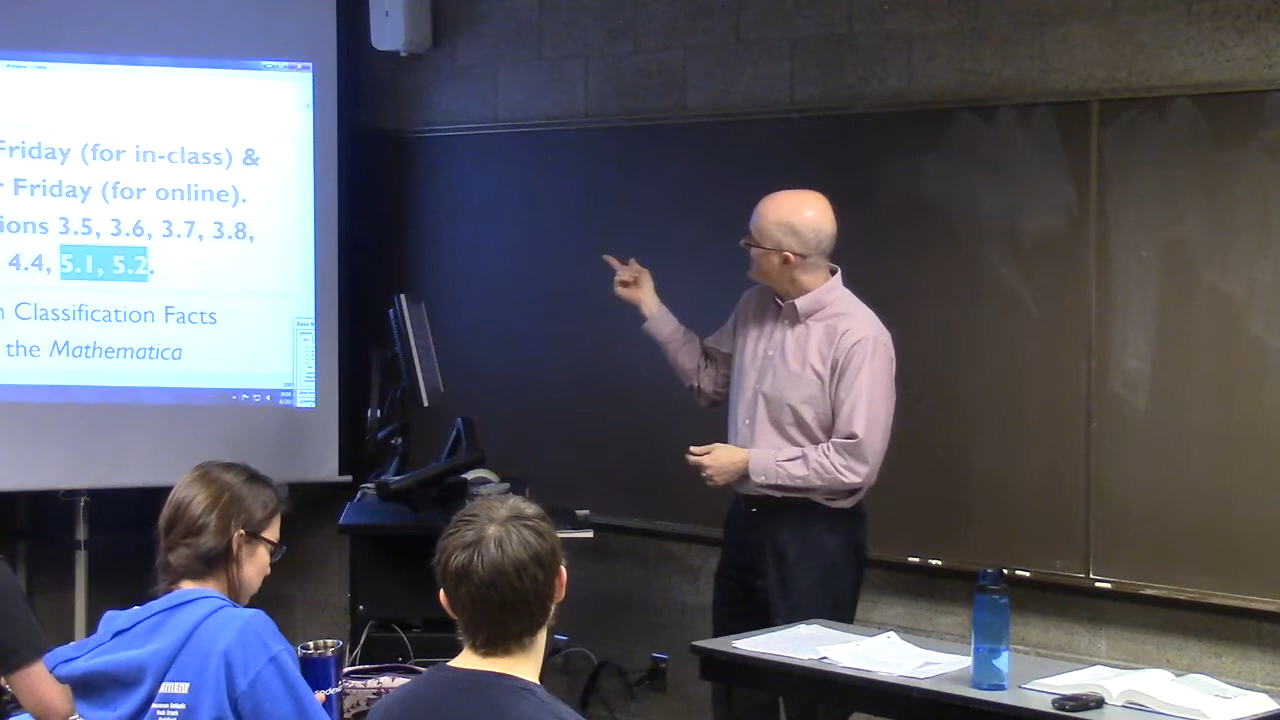 Friday (for in-class) &
Friday (for online).
ions 3.5, 3.6, 3.7, 3.8,
4.4, 5.1, 5.2.
Classification Facts
the Mathematica